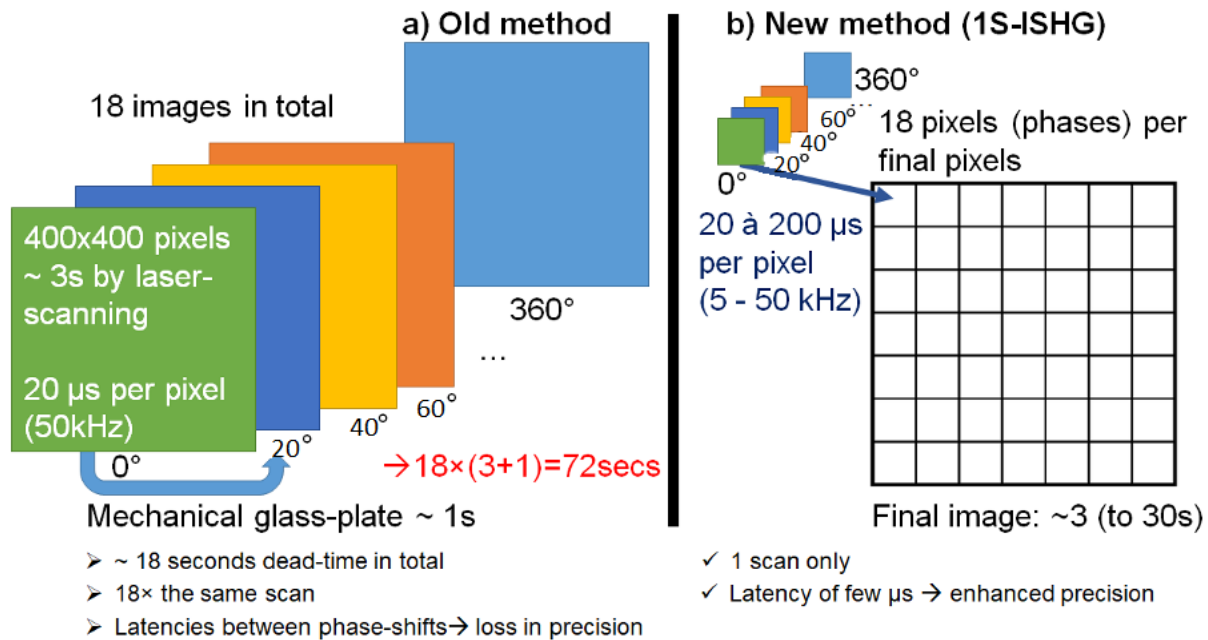 a) Old method
18 images in total
400x400 pixels
~ 3s by laser-
scanning
20 µs per pixel
(50kHz)
0°
20°
40°
60°
...
360°
→18×(3+1)=72secs
Mechanical glass-plate ~ 1s
➢ ~ 18 seconds dead-time in total
➢ 18× the same scan
➢ Latencies between phase-shifts→ loss in precision
b) New method (1S-ISHG)
360°
...
60°
40°
20°
0°
18 pixels (phases) per
final pixels
20 à 200 µs
per pixel
(5 - 50 kHz)
Final image: ~3 (to 30s)
✓ 1 scan only
✓ Latency of few µs → enhanced precision